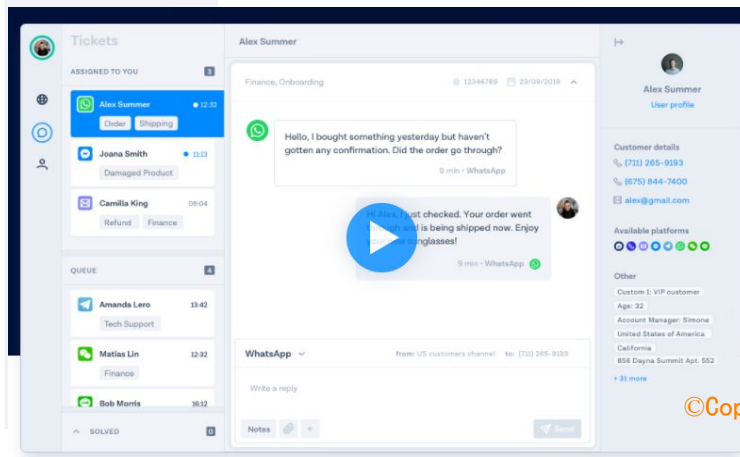 Tickets
ASSIGNED TO YOU 3
Alex Summer 12:32
Order Shipping
Joana Smith 11:13
Damaged Product
Camilla King 09:04
Refund Finance
QUEUE 4
Amanda Lero 13:42
Tech Support
Matias Lin 12:32
Finance
Bob Morris 16:12
SOLVED 0
Alex Summer
Finance, Onboarding 12346789 23/09/2019
Hello, I bought something yesterday but haven't
gotten any confirmation. Did the order go through?
9 min • WhatsApp
Hi Alex, I just checked. Your order went
through and is being shipped now. Enjoy
your new sunglasses!
9 min • WhatsApp
WhatsApp from: US customers channel to: (711) 265-9193
Write a reply
Notes + Send
Alex Summer
User profile
Customer details
(711) 265-9193
(675) 844-7400
alex@gmail.com
Available platforms
Other
Custom 1: VIP customer
Age: 32
Account Manager: Simone
United States of America
California
856 Dayna Summit Apt. 552
+ 31 more
©Cop